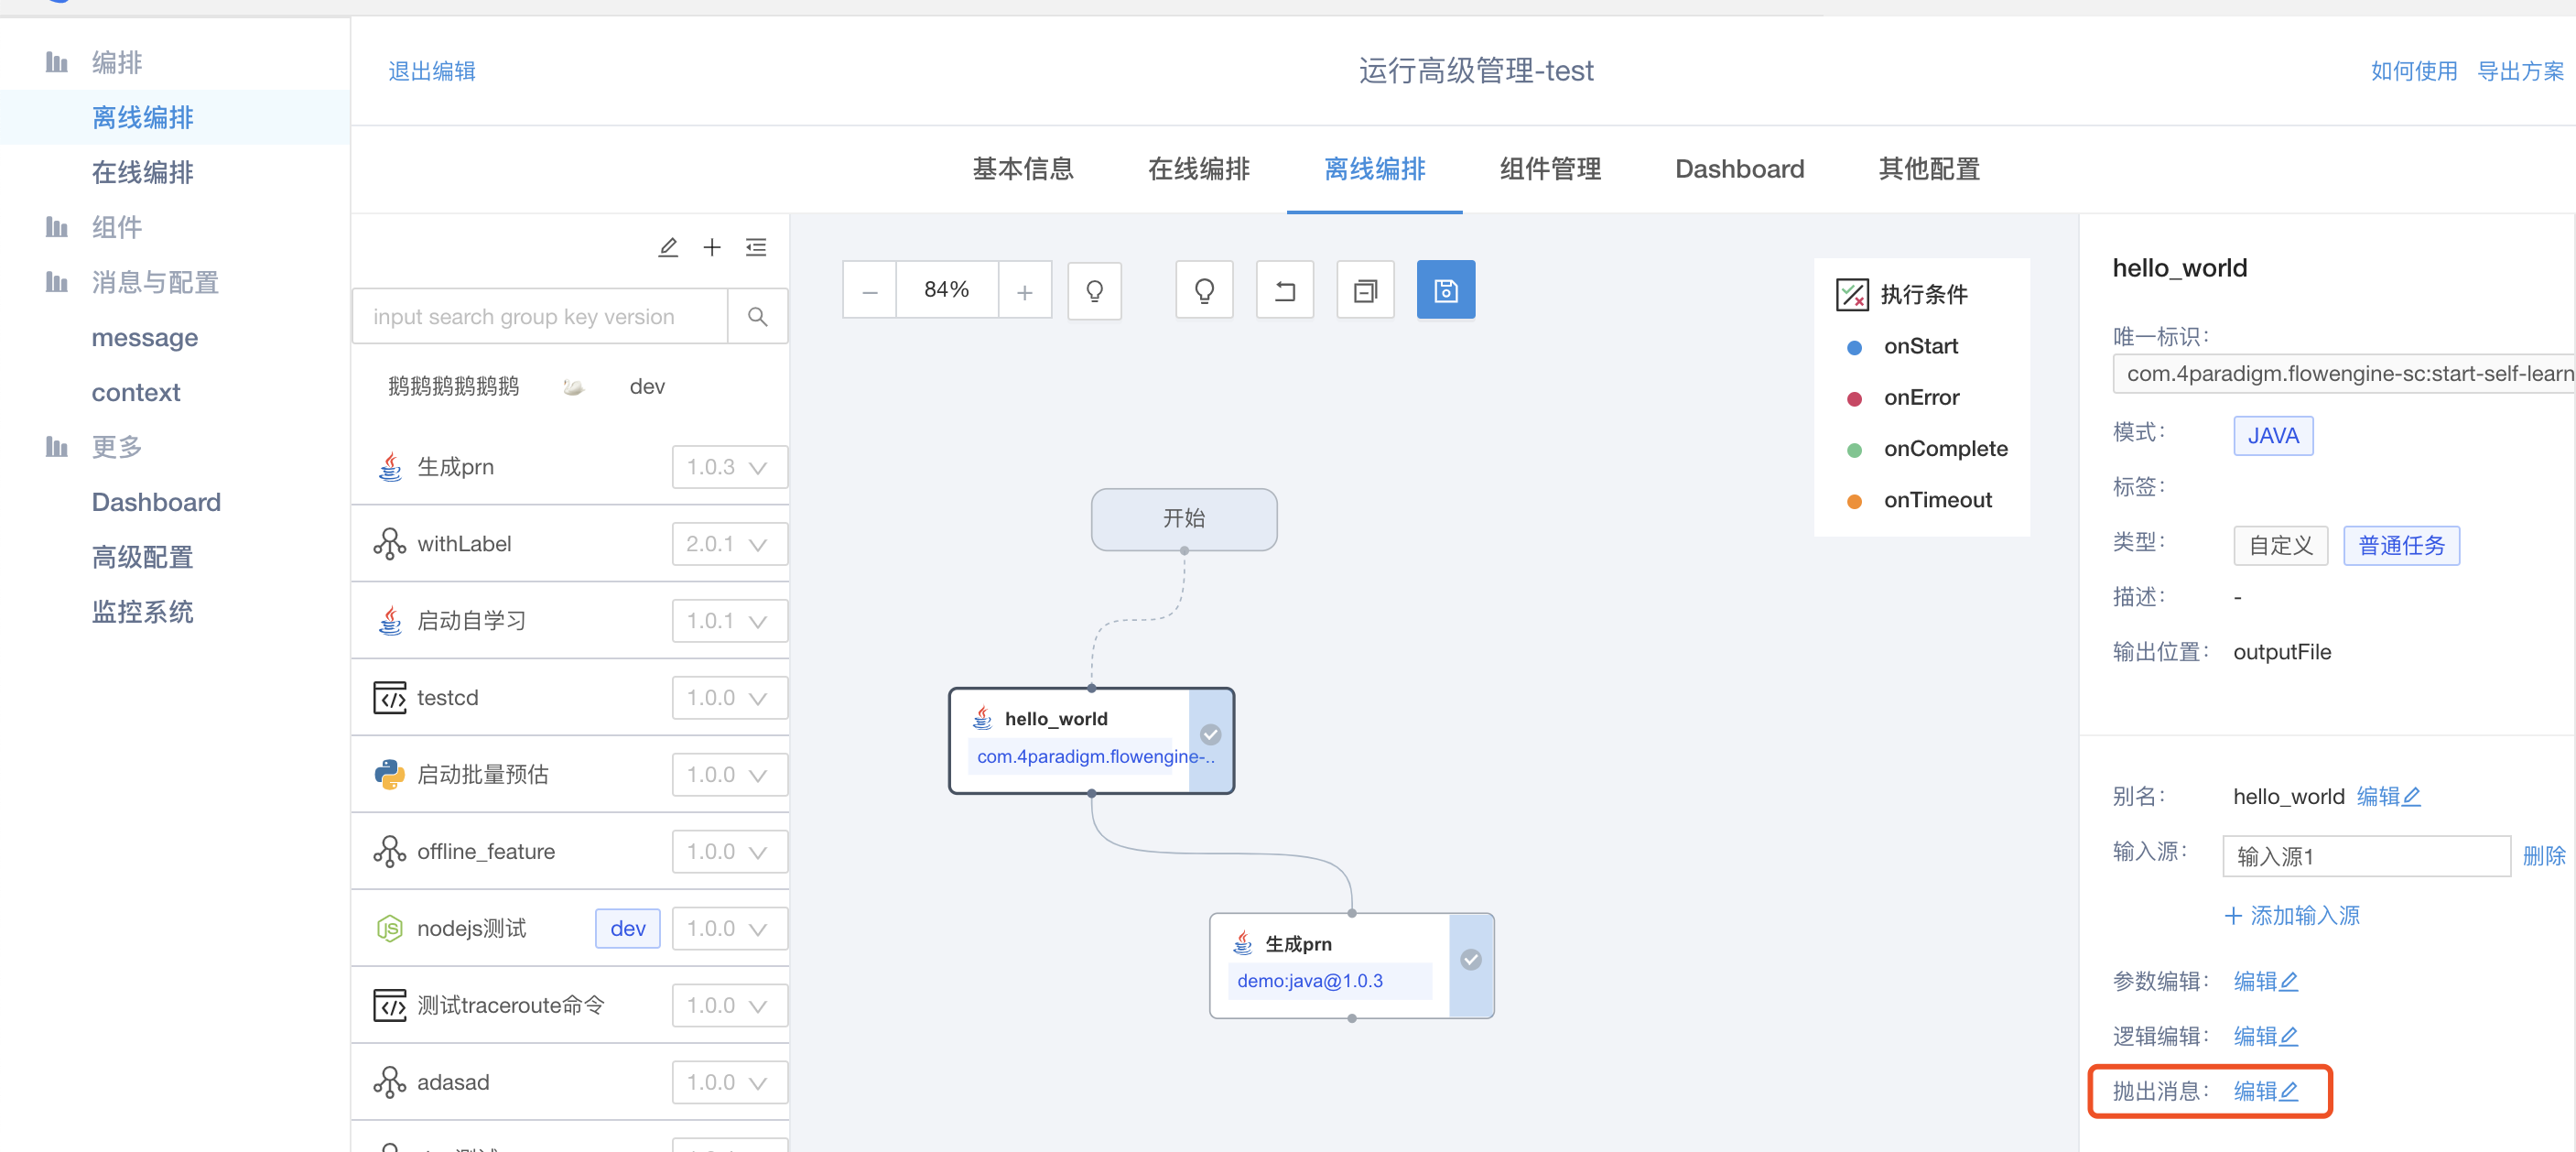 编排
离线编排
在线编排
组件
消息与配置
message
context
更多
Dashboard
高级配置
监控系统
退出编辑
运行高级管理-test
如何使用 导出方案
基本信息 在线编排 离线编排 组件管理 Dashboard 其他配置
input search group key version
鹅鹅鹅鹅鹅鹅 dev
生成prn 1.0.3
withLabel 2.0.1
启动自学习 1.0.1
testcd 1.0.0
启动批量预估 1.0.0
offline_feature 1.0.0
nodejs测试 dev 1.0.0
测试traceroute命令 1.0.0
adasad 1.0.0
84%
执行条件
onStart
onError
onComplete
onTimeout
开始
hello_world
com.4paradigm.flowengine-..
生成prn
demo:java@1.0.3
hello_world
唯一标识：
com.4paradigm.flowengine-sc:start-self-learn
模式： JAVA
标签：
类型： 自定义 普通任务
描述： -
输出位置： outputFile
别名： hello_world 编辑
输入源： 输入源1 删除
+ 添加输入源
参数编辑： 编辑
逻辑编辑： 编辑
抛出消息： 编辑